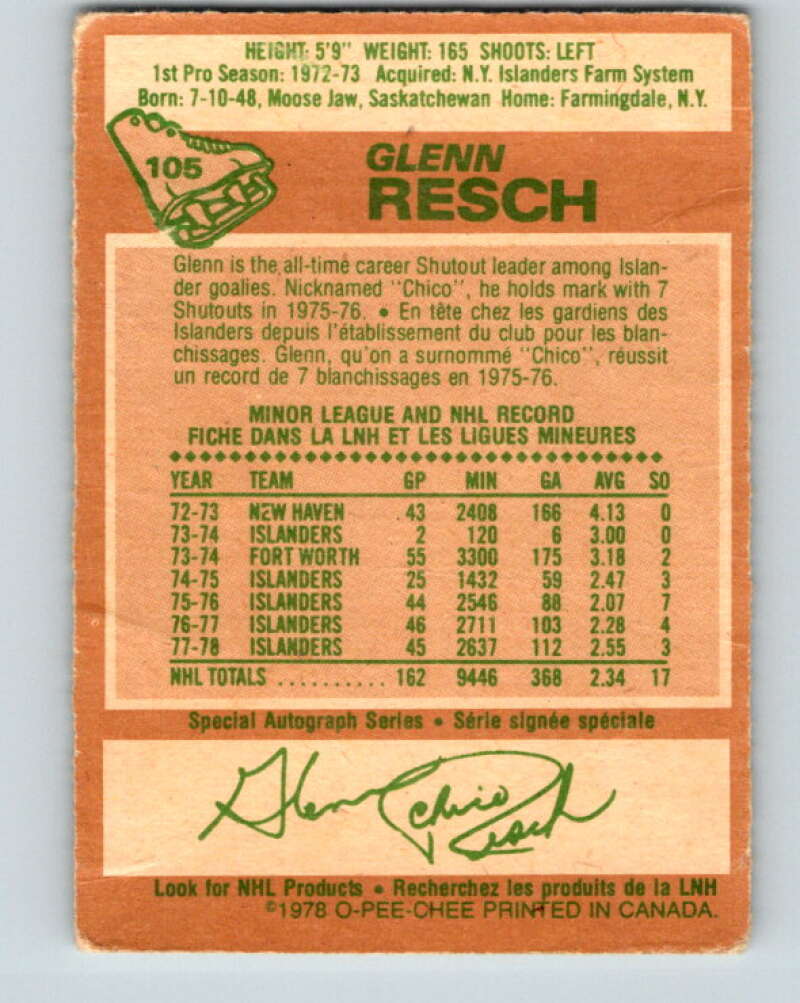 HEIGHT: 5'9" WEIGHT: 165 SHOOTS: LEFT
1st Pro Season: 1972-73 Acquired: N.Y. Islanders Farm System
Born: 7-10-48, Moose Jaw, Saskatchewan Home: Farmingdale, N.Y.
105
GLENN
RESCH
Glenn is the all-time career Shutout leader among Islan-
der goalies. Nicknamed "Chico", he holds mark with 7
Shutouts in 1975-76. • En tête chez les gardiens des
Islanders depuis l'établissement du club pour les blan-
chissages. Glenn, qu'on a surnommé "Chico", réussit
un record de 7 blanchissages en 1975-76.
MINOR LEAGUE AND NHL RECORD
FICHE DANS LA LNH ET LES LIGUES MINEURES
YEAR TEAM GP MIN GA AVG SO
72-73 NEW HAVEN 43 2408 166 4.13 0
73-74 ISLANDERS 2 120 6 3.00 0
73-74 FORT WORTH 55 3300 175 3.18 2
74-75 ISLANDERS 25 1432 59 2.47 3
75-76 ISLANDERS 44 2546 88 2.07 7
76-77 ISLANDERS 46 2711 103 2.28 4
77-78 ISLANDERS 45 2637 112 2.55 3
NHL TOTALS .......... 162 9446 368 2.34 17
Special Autograph Series • Série signée spéciale
Glenn Chico Resch
Look for NHL Products • Recherchez les produits de la LNH
©1978 O-PEE-CHEE PRINTED IN CANADA.